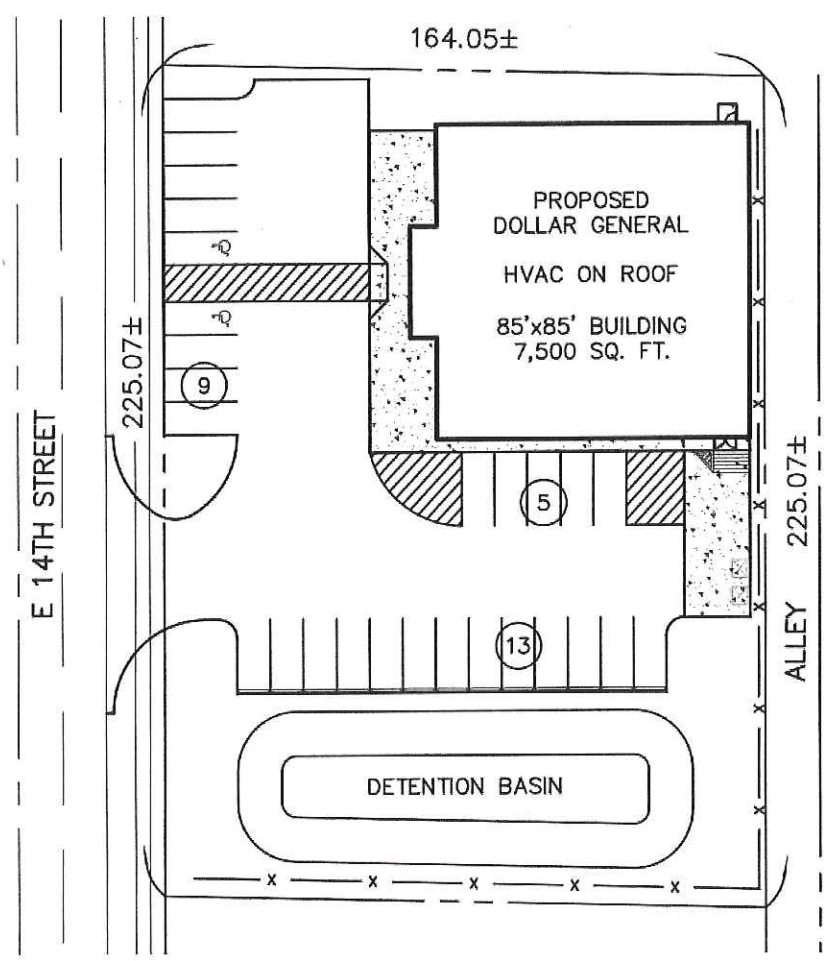 164.05±
PROPOSED
DOLLAR GENERAL
HVAC ON ROOF
85'x85' BUILDING
7,500 SQ. FT.
225.07±
9
E 14TH STREET
5
225.07±
ALLEY
13
DETENTION BASIN
x
x
x
x
x
x
x
x
x
x
x
x